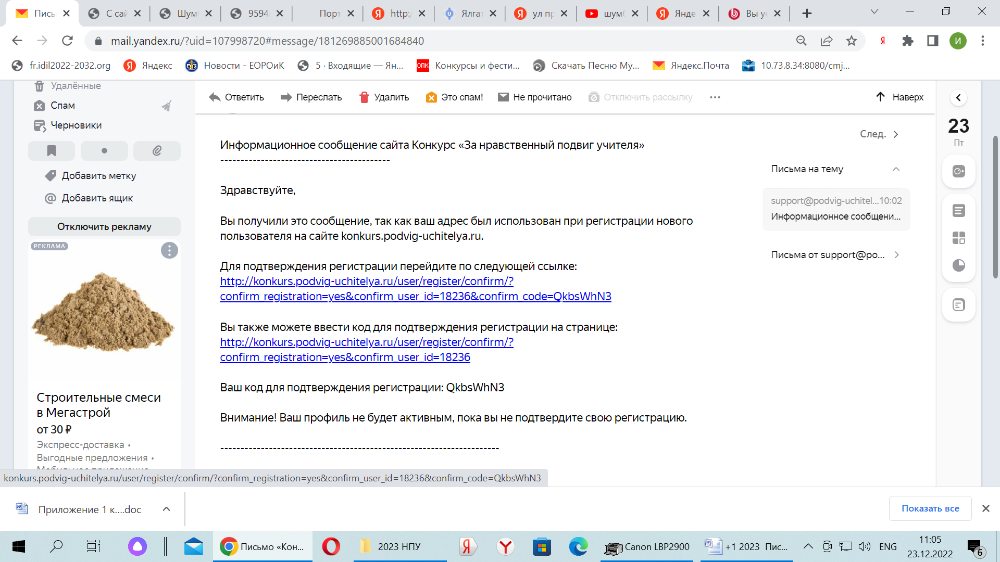 Пись
С сай
Шум
9594
Порт
http:/
Ялга
ул пр
шум
Янде
Вы у
mail.yandex.ru/?uid=107998720#message/181269885001684840
Я
И
fr.idil2022-2032.org
Яндекс
Новости - ЕОРОиК
5 · Входящие — Ян...
Конкурсы и фести...
Скачать Песню Му...
Яндекс.Почта
10.73.8.34:8080/cmj...
Удалённые
Спам
Черновики
Добавить метку
Добавить ящик
Отключить рекламу
РЕКЛАМА
Строительные смеси
в Мегастрой
от 30 ₽
Экспресс-доставка •
Выгодные предложения •
Мобильное приложение
Ответить
Переслать
Удалить
Это спам!
Не прочитано
Отключить рассылку
Наверх
Информационное сообщение сайта Конкурс «За нравственный подвиг учителя»
------------------------------------------
Здравствуйте,
Вы получили это сообщение, так как ваш адрес был использован при регистрации нового
пользователя на сайте konkurs.podvig-uchitelya.ru.
Для подтверждения регистрации перейдите по следующей ссылке:
http://konkurs.podvig-uchitelya.ru/user/register/confirm/?
confirm_registration=yes&confirm_user_id=18236&confirm_code=QkbsWhN3
Вы также можете ввести код для подтверждения регистрации на странице:
http://konkurs.podvig-uchitelya.ru/user/register/confirm/?
confirm_registration=yes&confirm_user_id=18236
Ваш код для подтверждения регистрации: QkbsWhN3
Внимание! Ваш профиль не будет активным, пока вы не подтвердите свою регистрацию.
---------------------------------------------------------------------
След.
Письма на тему
support@podvig-uchitel...10:02
Информационное сообщени...
Письма от support@po...
23
Пт
konkurs.podvig-uchitelya.ru/user/register/confirm/?confirm_registration=yes&confirm_user_id=18236&confirm_code=QkbsWhN3
Приложение 1 к....doc
Показать все
Письмо «Кон...
2023 НПУ
Canon LBP2900
+1 2023 Пис...
ENG
11:05
23.12.2022
6